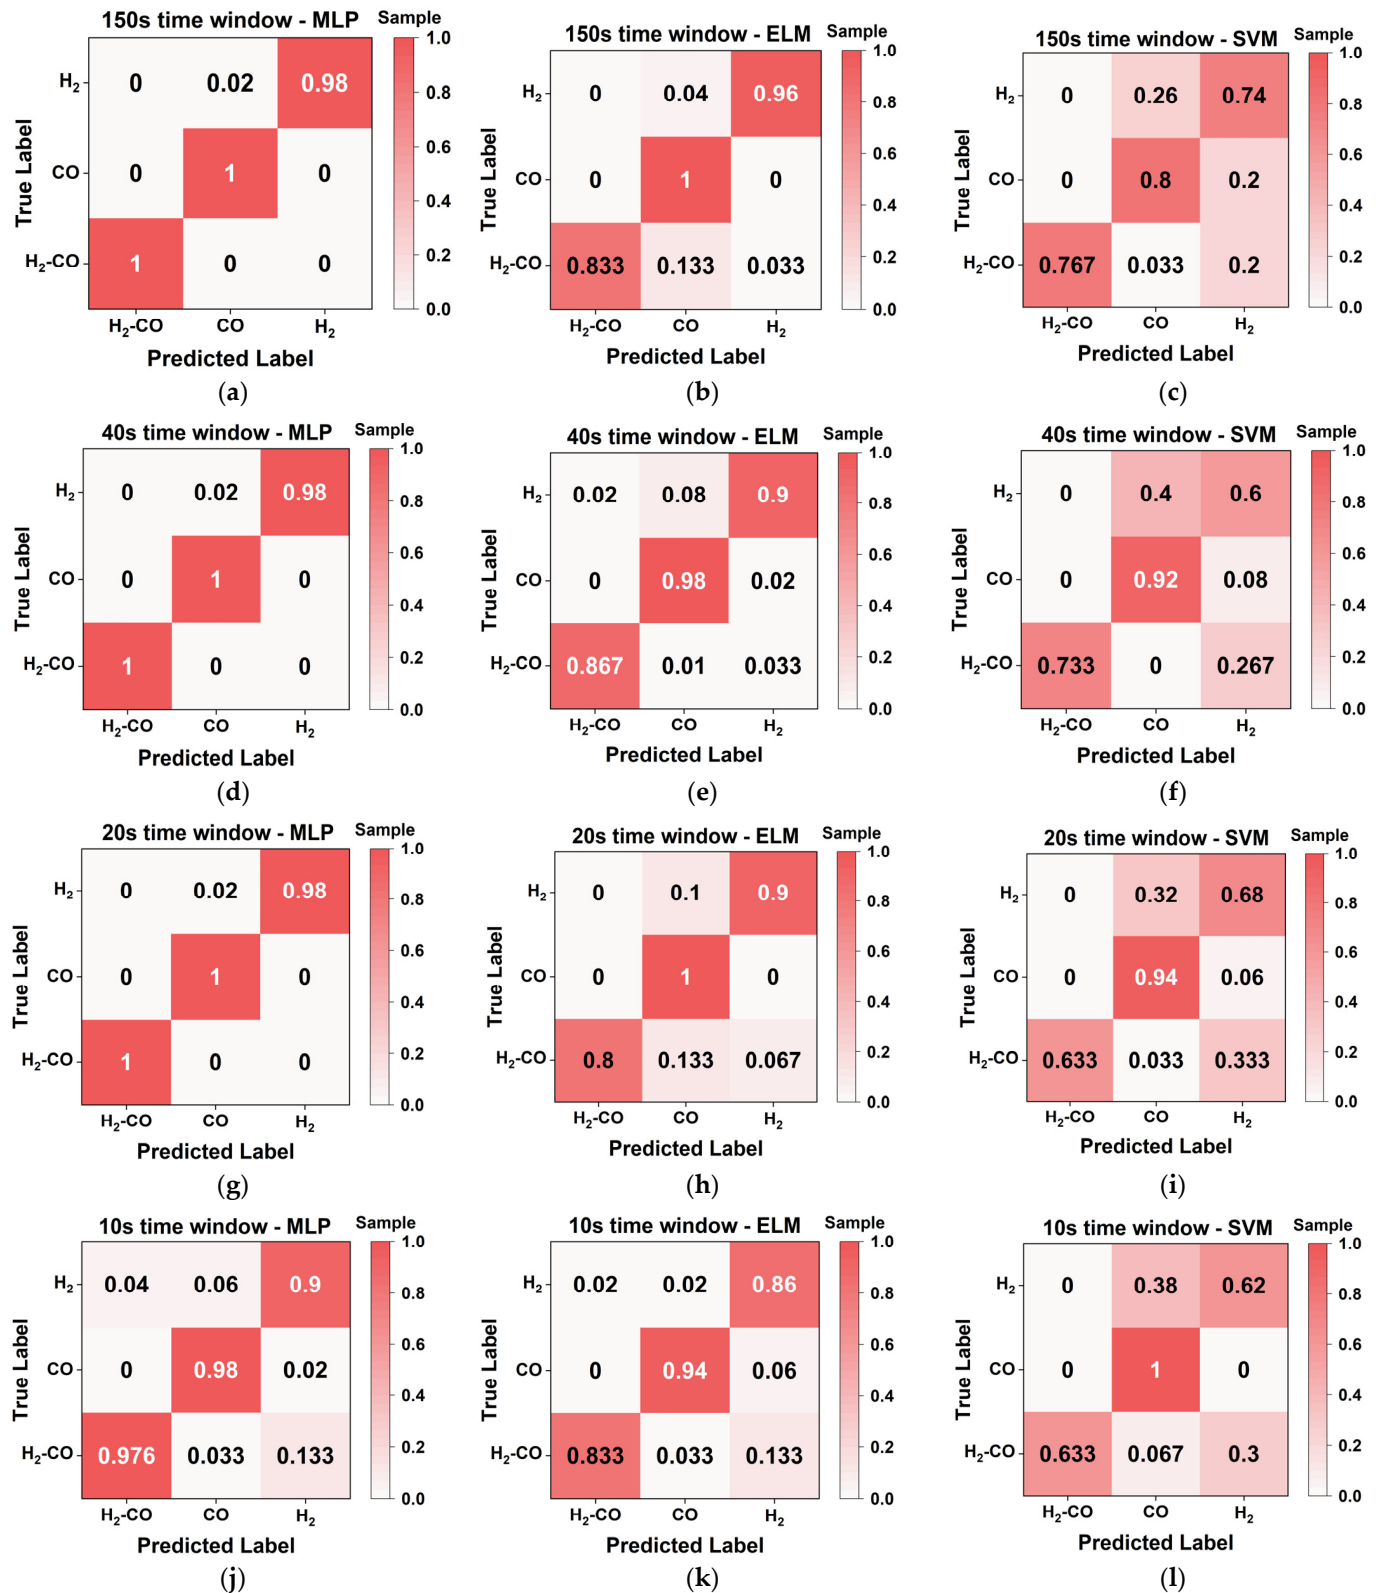 150s time window - MLP
Sample
H₂
0
0.02
0.98
CO
0
1
0
H₂-CO
1
0
0
H₂-CO
CO
H₂
True Label
Predicted Label
1.0
0.8
0.6
0.4
0.2
0.0
(a)
150s time window - ELM
Sample
H₂
0
0.04
0.96
CO
0
1
0
H₂-CO
0.833
0.133
0.033
H₂-CO
CO
H₂
True Label
Predicted Label
1.0
0.8
0.6
0.4
0.2
0.0
(b)
150s time window - SVM
Sample
H₂
0
0.26
0.74
CO
0
0.8
0.2
H₂-CO
0.767
0.033
0.2
H₂-CO
CO
H₂
True Label
Predicted Label
1.0
0.8
0.6
0.4
0.2
0.0
(c)
40s time window - MLP
Sample
H₂
0
0.02
0.98
CO
0
1
0
H₂-CO
1
0
0
H₂-CO
CO
H₂
True Label
Predicted Label
1.0
0.8
0.6
0.4
0.2
0.0
(d)
40s time window - ELM
Sample
H₂
0.02
0.08
0.9
CO
0
0.98
0.02
H₂-CO
0.867
0.01
0.033
H₂-CO
CO
H₂
True Label
Predicted Label
1.0
0.8
0.6
0.4
0.2
0.0
(e)
40s time window - SVM
Sample
H₂
0
0.4
0.6
CO
0
0.92
0.08
H₂-CO
0.733
0
0.267
H₂-CO
CO
H₂
True Label
Predicted Label
1.0
0.8
0.6
0.4
0.2
0.0
(f)
20s time window - MLP
Sample
H₂
0
0.02
0.98
CO
0
1
0
H₂-CO
1
0
0
H₂-CO
CO
H₂
True Label
Predicted Label
1.0
0.8
0.6
0.4
0.2
0.0
(g)
20s time window - ELM
Sample
H₂
0
0.1
0.9
CO
0
1
0
H₂-CO
0.8
0.133
0.067
H₂-CO
CO
H₂
True Label
Predicted Label
1.0
0.8
0.6
0.4
0.2
0.0
(h)
20s time window - SVM
Sample
H₂
0
0.32
0.68
CO
0
0.94
0.06
H₂-CO
0.633
0.033
0.333
H₂-CO
CO
H₂
True Label
Predicted Label
1.0
0.8
0.6
0.4
0.2
0.0
(i)
10s time window - MLP
Sample
H₂
0.04
0.06
0.9
CO
0
0.98
0.02
H₂-CO
0.976
0.033
0.133
H₂-CO
CO
H₂
True Label
Predicted Label
1.0
0.8
0.6
0.4
0.2
0.0
(j)
10s time window - ELM
Sample
H₂
0.02
0.02
0.86
CO
0
0.94
0.06
H₂-CO
0.833
0.033
0.133
H₂-CO
CO
H₂
True Label
Predicted Label
1.0
0.8
0.6
0.4
0.2
0.0
(k)
10s time window - SVM
Sample
H₂
0
0.38
0.62
CO
0
1
0
H₂-CO
0.633
0.067
0.3
H₂-CO
CO
H₂
True Label
Predicted Label
1.0
0.8
0.6
0.4
0.2
0.0
(l)